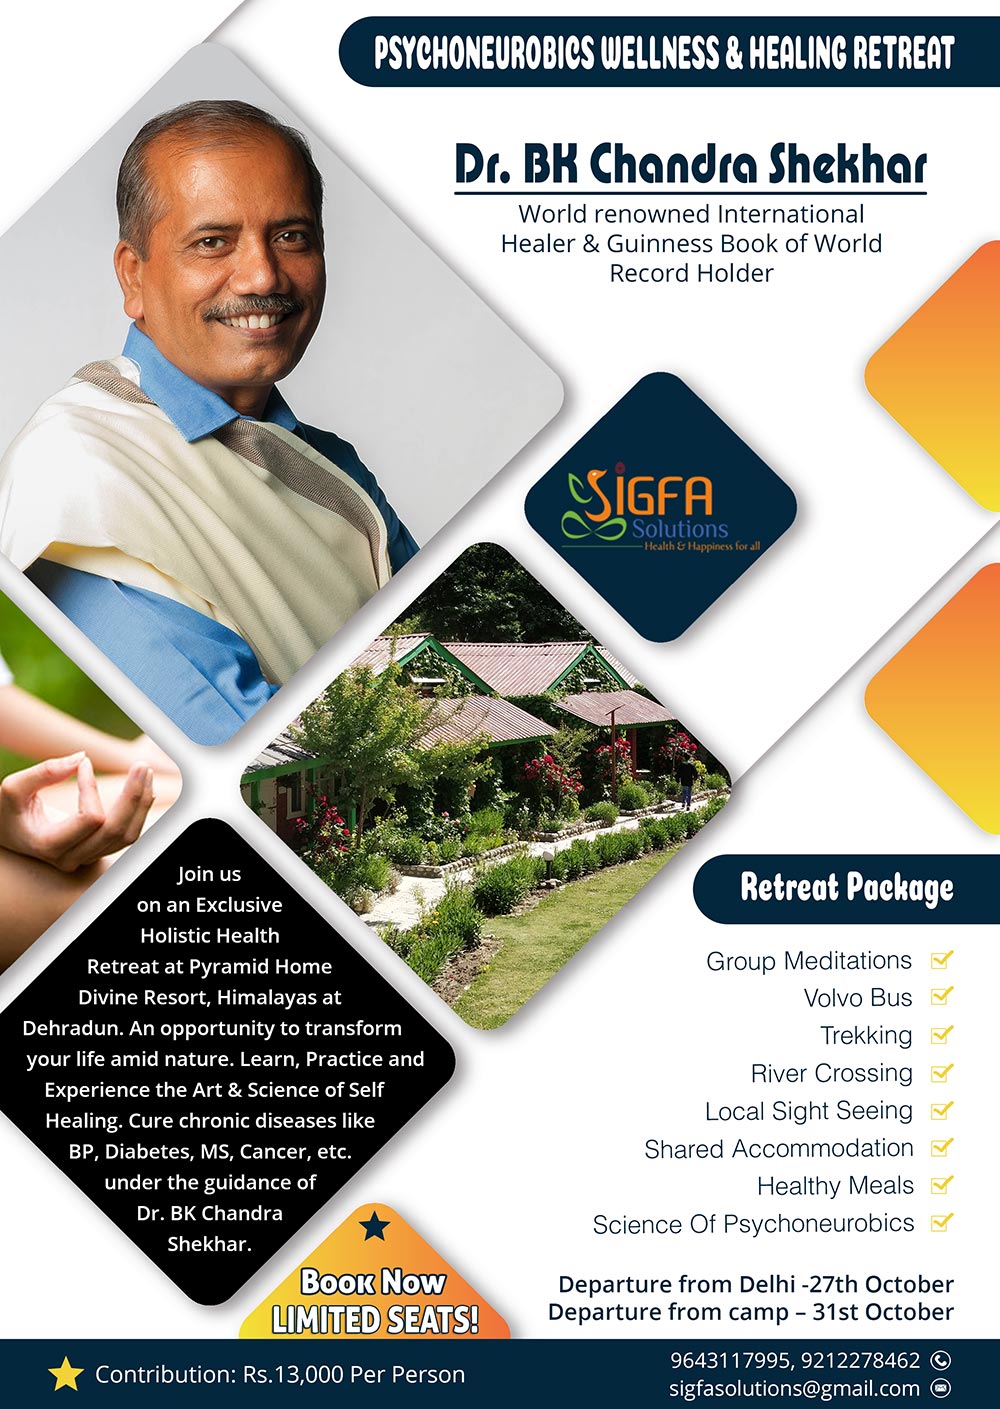 PSYCHONEUROBICS WELLNESS & HEALING RETREAT
Dr. BK Chandra Shekhar
World renowned International
Healer & Guinness Book of World
Record Holder
SIGFA
Solutions
Health & Happiness for all
Join us
on an Exclusive
Holistic Health
Retreat at Pyramid Home
Divine Resort, Himalayas at
Dehradun. An opportunity to transform
your life amid nature. Learn, Practice and
Experience the Art & Science of Self
Healing. Cure chronic diseases like
BP, Diabetes, MS, Cancer, etc.
under the guidance of
Dr. BK Chandra
Shekhar.
Retreat Package
Group Meditations
Volvo Bus
Trekking
River Crossing
Local Sight Seeing
Shared Accommodation
Healthy Meals
Science Of Psychoneurobics
Departure from Delhi -27th October
Departure from camp – 31st October
Book Now
LIMITED SEATS!
Contribution: Rs.13,000 Per Person
9643117995, 9212278462
sigfasolutions@gmail.com